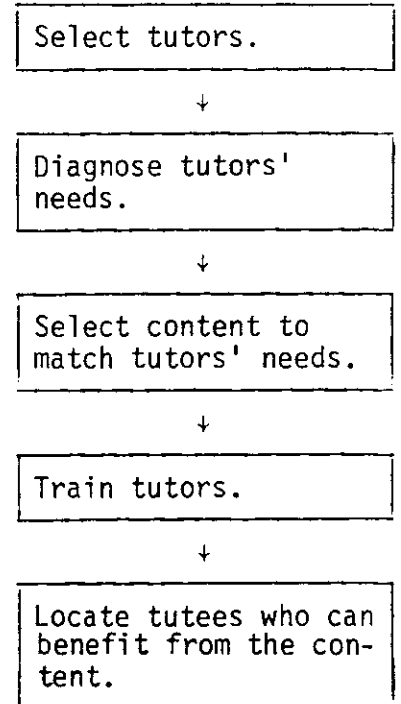 Select tutors.
↓
Diagnose tutors'
needs.
↓
Select content to
match tutors' needs.
↓
Train tutors.
↓
Locate tutees who can
benefit from the con-
tent.